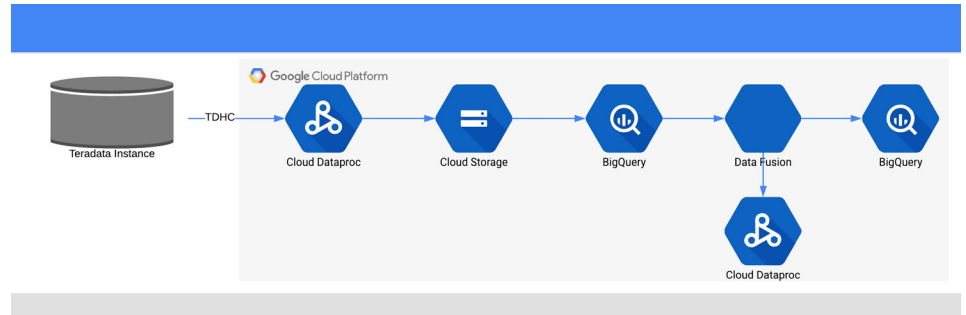 Google Cloud Platform
TDHC
Teradata Instance
Cloud Dataproc
Cloud Storage
BigQuery
Data Fusion
BigQuery
Cloud Dataproc